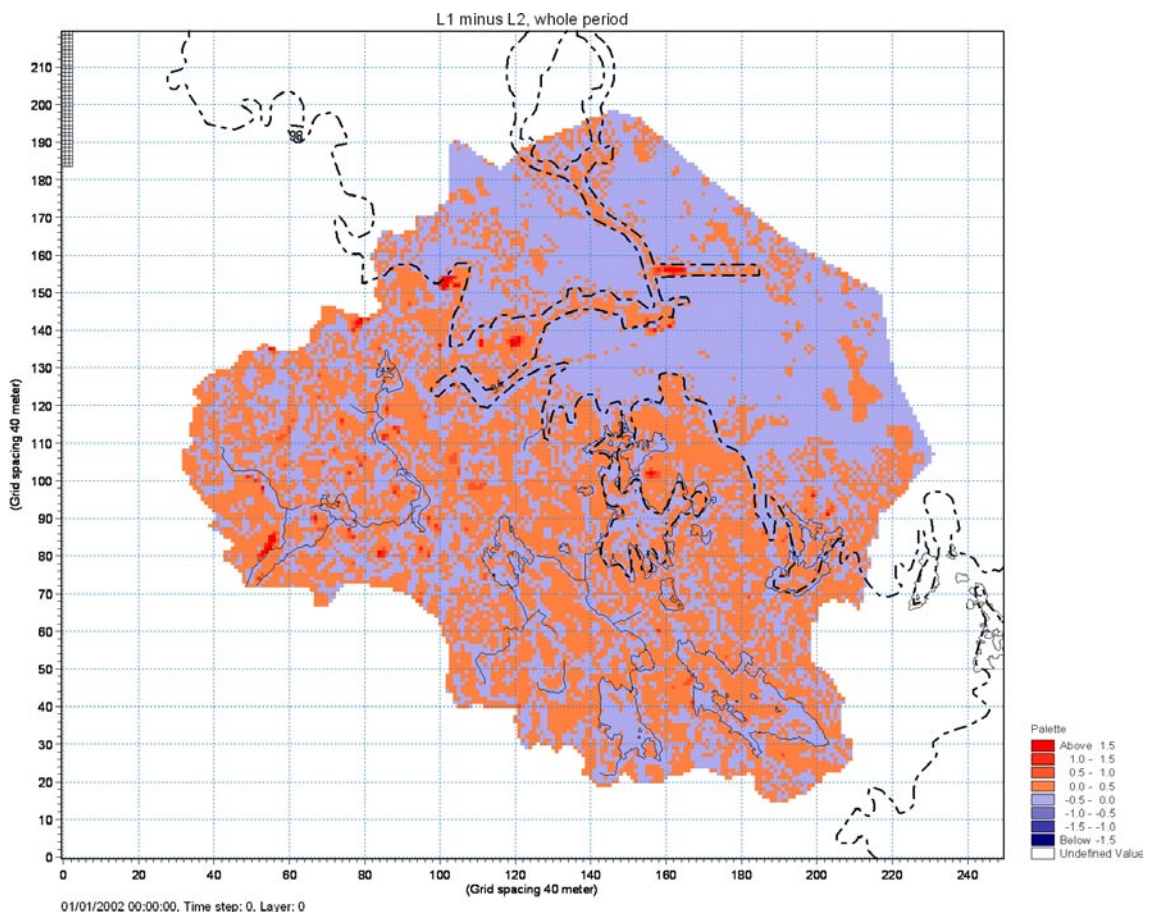 L1 minus L2, whole period
210
200
190
180
170
160
150
140
130
120
110
100
90
80
70
60
50
40
30
20
10
0
(Grid spacing 40 meter)
0 20 40 60 80 100 120 140 160 180 200 220 240
(Grid spacing 40 meter)
01/01/2002 00:00:00, Time step: 0, Layer: 0
Palette
Above 1.5
1.0 - 1.5
0.5 - 1.0
0.0 - 0.5
-0.5 - 0.0
-1.0 - -0.5
-1.5 - -1.0
Below -1.5
Undefined Value